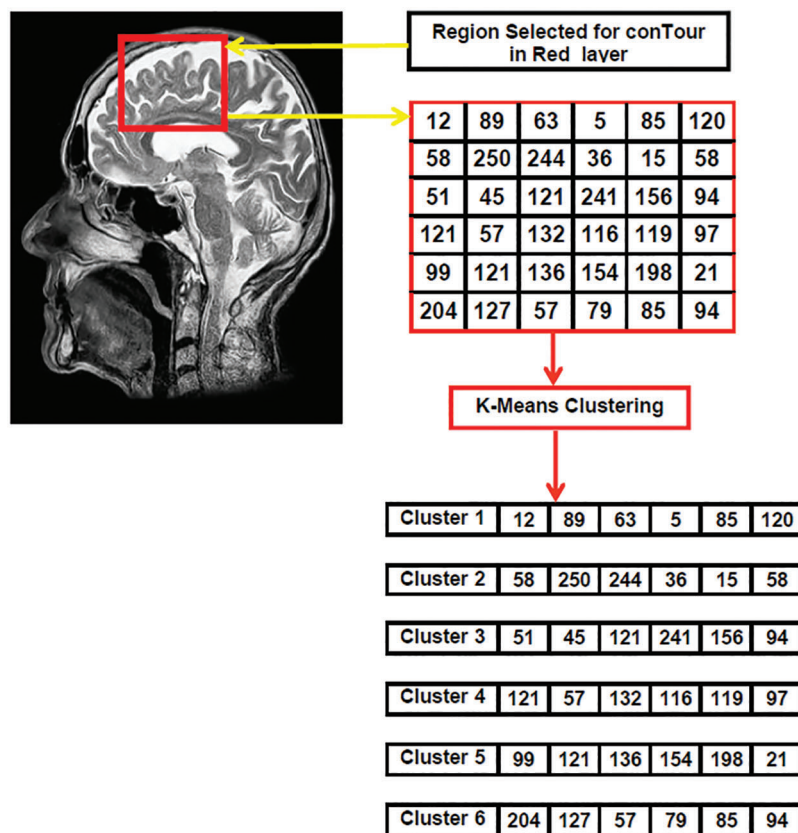 Region Selected for conTour
in Red layer
12 89 63 5 85 120
58 250 244 36 15 58
51 45 121 241 156 94
121 57 132 116 119 97
99 121 136 154 198 21
204 127 57 79 85 94
K-Means Clustering
Cluster 1 12 89 63 5 85 120
Cluster 2 58 250 244 36 15 58
Cluster 3 51 45 121 241 156 94
Cluster 4 121 57 132 116 119 97
Cluster 5 99 121 136 154 198 21
Cluster 6 204 127 57 79 85 94